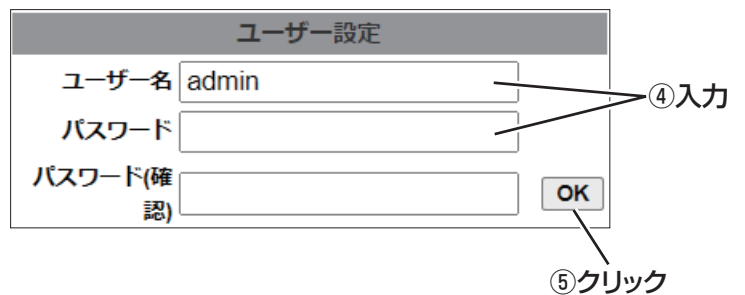 ユーザー設定
ユーザー名 admin
④入力
パスワード
パスワード(確
認)
OK
⑤クリック